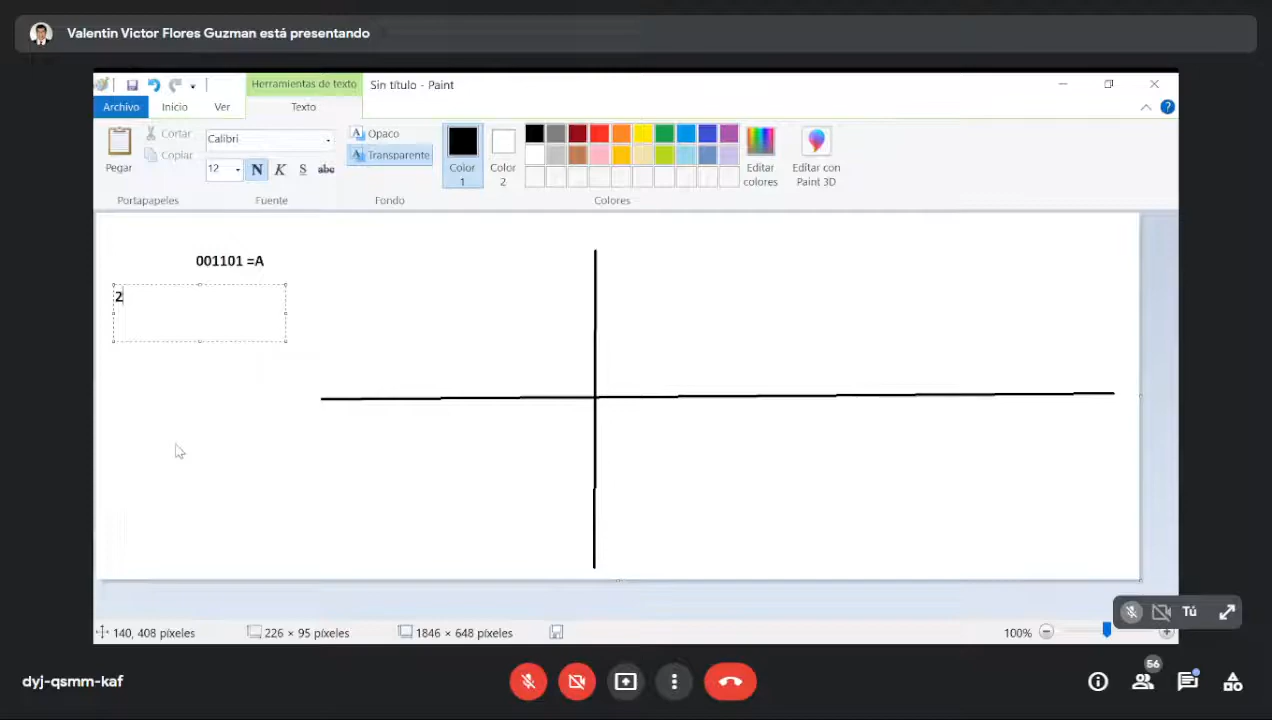 Valentin Victor Flores Guzman está presentando
Herramientas de texto
Sin título - Paint
Archivo
Inicio
Ver
Texto
Pegar
Cortar
Copiar
Portapapeles
Calibri
12
N K S abc
Fuente
Opaco
Transparente
Fondo
Color 1
Color 2
Colores
Editar colores
Editar con Paint 3D
001101 =A
2
140, 408 píxeles
226 × 95 píxeles
1846 × 648 píxeles
100%
Tú
dyj-qsmm-kaf
56